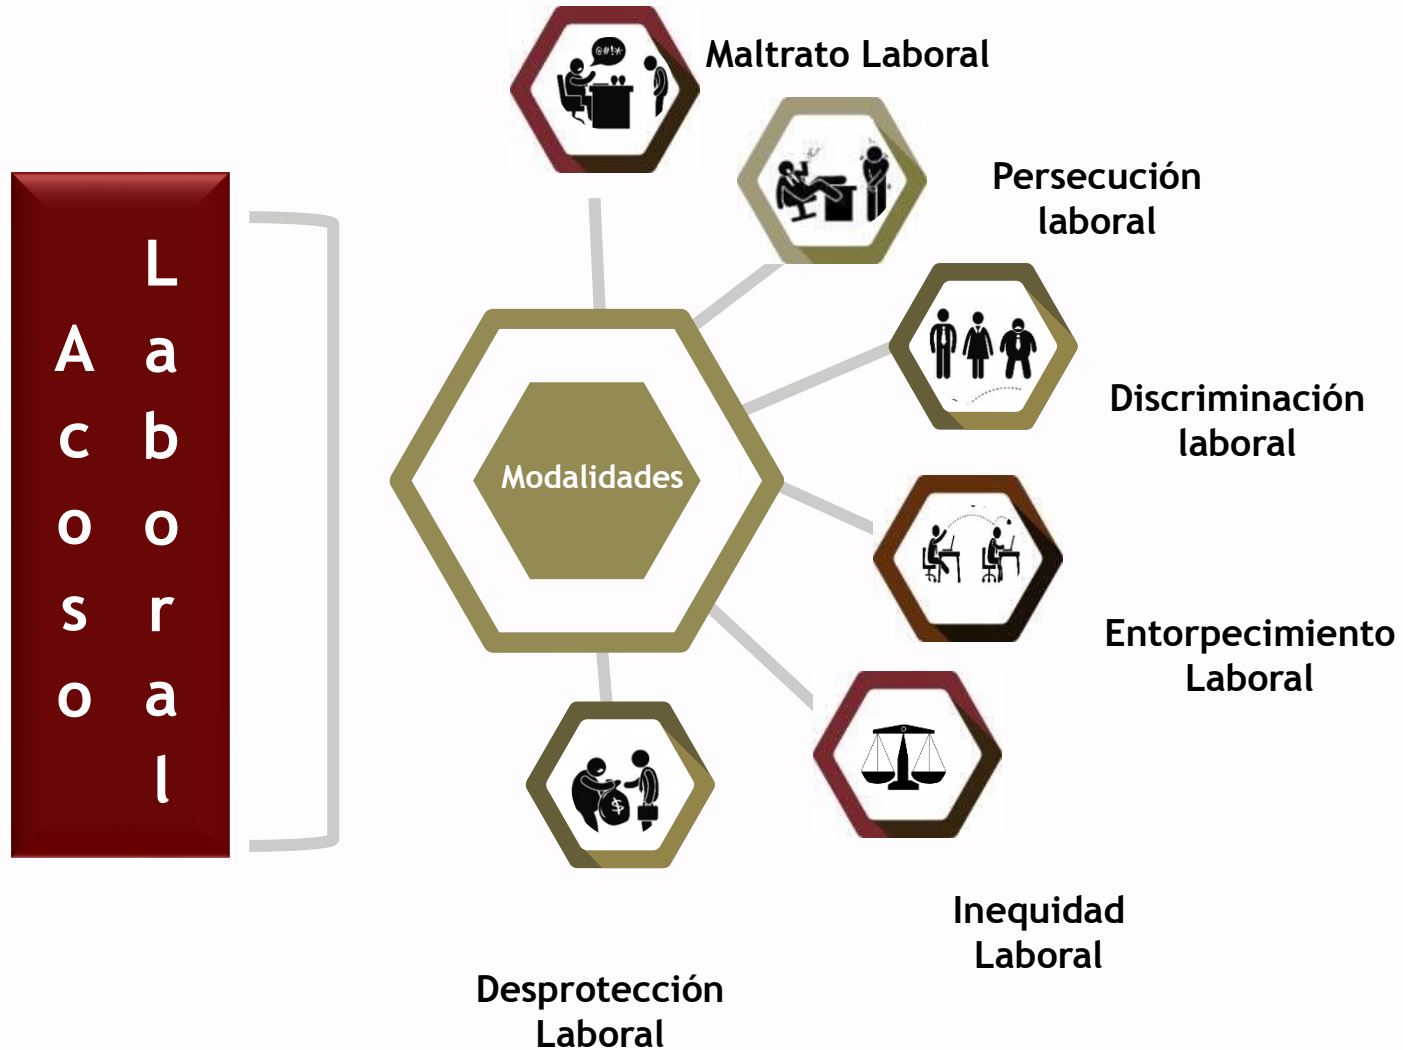 Acoso
Laboral
Modalidades
@#!*
Maltrato Laboral
Persecución
laboral
Discriminación
laboral
Entorpecimiento
Laboral
Inequidad
Laboral
$
Desprotección
Laboral